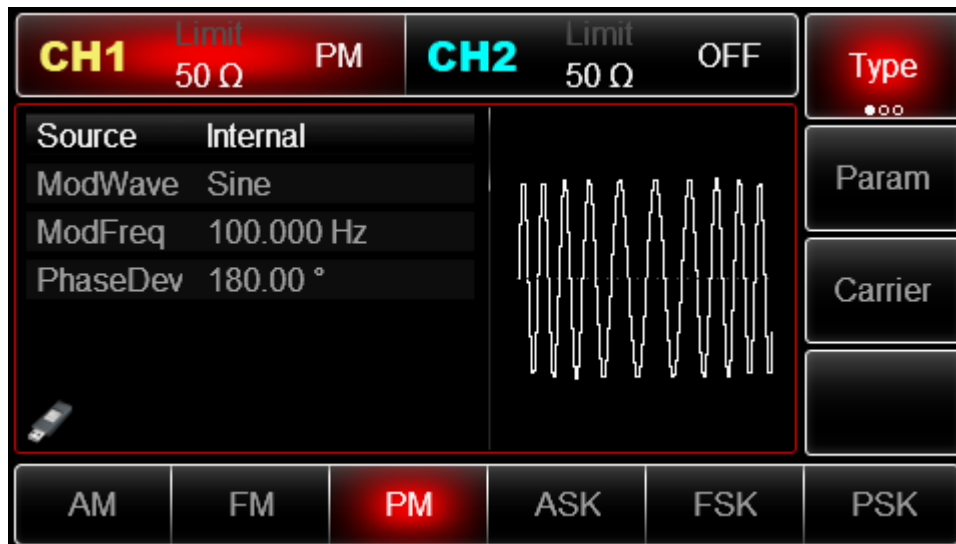 CH1 Limit 50 Ω PM CH2 Limit 50 Ω OFF
Type
Source Internal
ModWave Sine
ModFreq 100.000 Hz
PhaseDev 180.00 °
Param
Carrier
AM FM PM ASK FSK PSK